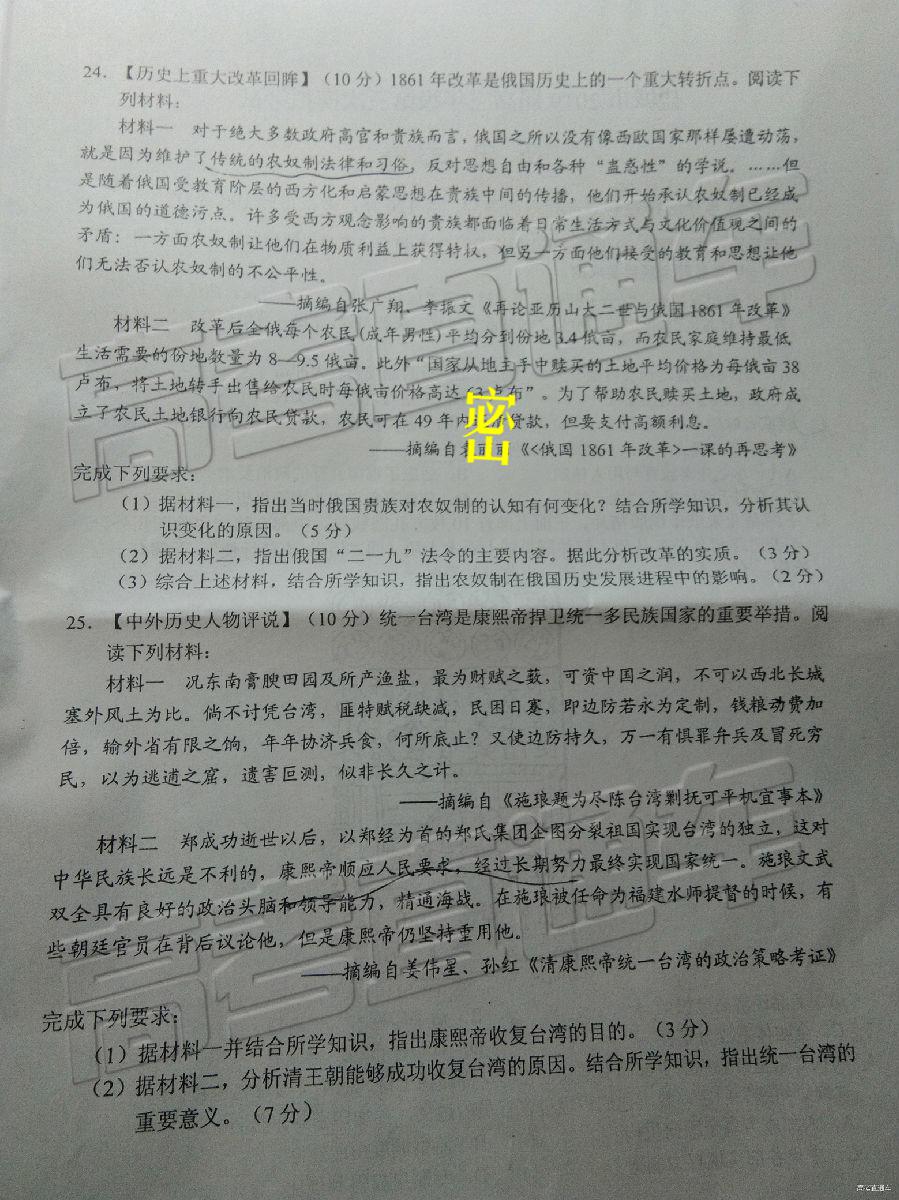 24. 【历史上重大改革回眸】（10 分）1861 年改革是俄国历史上的一个重大转折点。阅读下
列材料：
材料一　对于绝大多数政府高官和贵族而言，俄国之所以没有像西欧国家那样屡遭动荡，
就是因为维护了传统的农奴制法律和习俗，反对思想自由和各种“蛊惑性”的学说。……但
是随着俄国受教育阶层的西方化和启蒙思想在贵族中间的传播，他们开始承认农奴制已经成
为俄国的道德污点。许多受西方观念影响的贵族都面临着日常生活方式与文化价值观之间的
矛盾：一方面农奴制让他们在物质利益上获得特权，但另一方面他们接受的教育和思想让他
们无法否认农奴制的不公平性。
——摘编自张广翔、李振文《再论亚历山大二世与俄国 1861 年改革》
材料二　改革后全俄每个农民(成年男性)平均分到份地 3.4 俄亩，而农民家庭维持最低
生活需要的份地数量为 8—9.5 俄亩。此外“国家从地主手中赎买的土地平均价格为每俄亩 38
卢布，将土地转手出售给农民时每俄亩价格高达 63 卢布”。为了帮助农民赎买土地，政府成
立了农民土地银行向农民贷款，农民可在 49 年内还清贷款，但要支付高额利息。
——摘编自袁丽丽《<俄国 1861 年改革>一课的再思考》
密
完成下列要求：
（1）据材料一，指出当时俄国贵族对农奴制的认知有何变化？结合所学知识，分析其认
识变化的原因。（5 分）
（2）据材料二，指出俄国“二一九”法令的主要内容。据此分析改革的实质。（3 分）
（3）综合上述材料，结合所学知识，指出农奴制在俄国历史发展进程中的影响。（2 分）
25. 【中外历史人物评说】（10 分）统一台湾是康熙帝捍卫统一多民族国家的重要举措。阅
读下列材料：
材料一　况东南膏腴田园及所产渔盐，最为财赋之薮，可资中国之润，不可以西北长城
塞外风土为比。倘不讨凭台湾，匪特赋税缺减，民困日蹇，即边防若永为定制，钱粮动费加
倍，输外省有限之饷，年年协济兵食，何所底止？又使边防持久，万一有惧罪弁兵及冒死穷
民，以为逃逋之窟，遗害叵测，似非长久之计。
——摘编自《施琅题为尽陈台湾剿抚可平机宜事本》
材料二　郑成功逝世以后，以郑经为首的郑氏集团企图分裂祖国实现台湾的独立，这对
中华民族长远是不利的，康熙帝顺应人民要求，经过长期努力最终实现国家统一。施琅文武
双全具有良好的政治头脑和领导能力，精通海战。在施琅被任命为福建水师提督的时候，有
些朝廷官员在背后议论他，但是康熙帝仍坚持重用他。
——摘编自姜伟星、孙红《清康熙帝统一台湾的政治策略考证》
完成下列要求：
（1）据材料一并结合所学知识，指出康熙帝收复台湾的目的。（3 分）
（2）据材料二，分析清王朝能够成功收复台湾的原因。结合所学知识，指出统一台湾的
重要意义。（7 分）
高考直通车
高考直通车
高考直通车